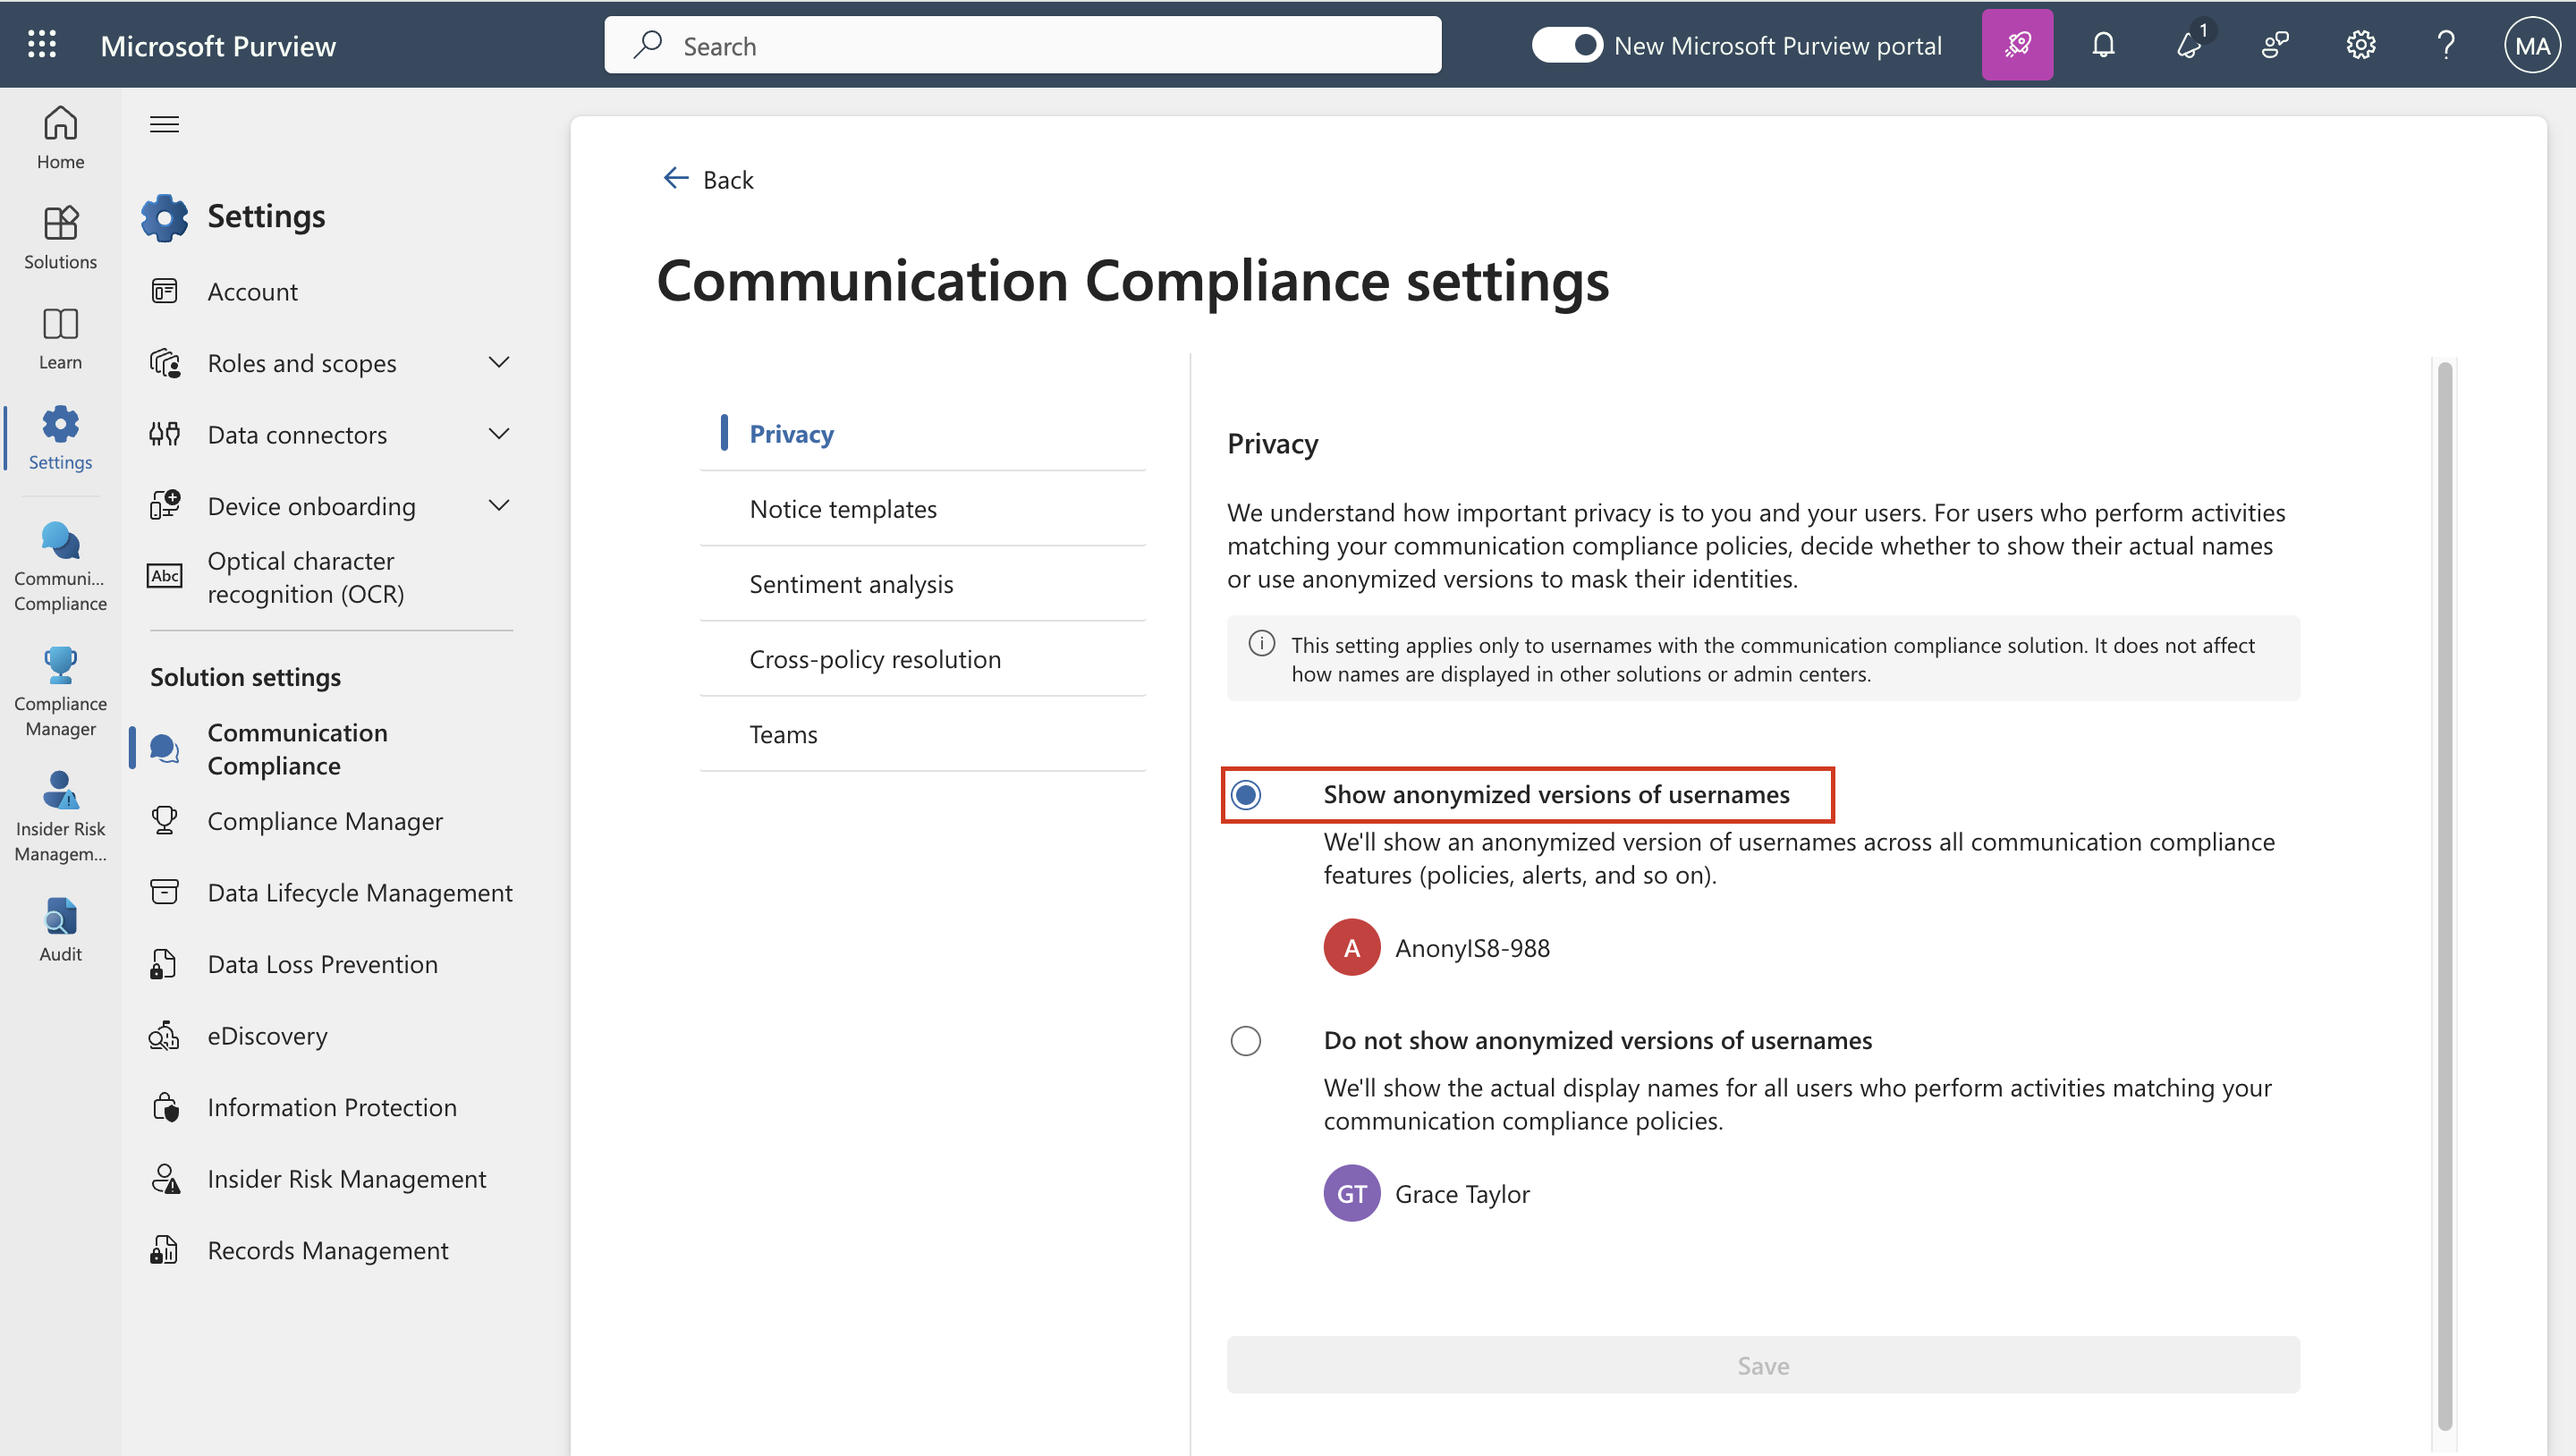 Microsoft Purview
Search
New Microsoft Purview portal
1
MA
Home
Solutions
Learn
Settings
Communi...
Compliance
Compliance
Manager
Insider Risk
Managem...
Audit
Settings
Account
Roles and scopes
Data connectors
Device onboarding
Abc
Optical character
recognition (OCR)
Solution settings
Communication
Compliance
Compliance Manager
Data Lifecycle Management
Data Loss Prevention
eDiscovery
Information Protection
Insider Risk Management
Records Management
Back
Communication Compliance settings
Privacy
Notice templates
Sentiment analysis
Cross-policy resolution
Teams
Privacy
We understand how important privacy is to you and your users. For users who perform activities
matching your communication compliance policies, decide whether to show their actual names
or use anonymized versions to mask their identities.
This setting applies only to usernames with the communication compliance solution. It does not affect
how names are displayed in other solutions or admin centers.
Show anonymized versions of usernames
We'll show an anonymized version of usernames across all communication compliance
features (policies, alerts, and so on).
A AnonyIS8-988
Do not show anonymized versions of usernames
We'll show the actual display names for all users who perform activities matching your
communication compliance policies.
GT Grace Taylor
Save